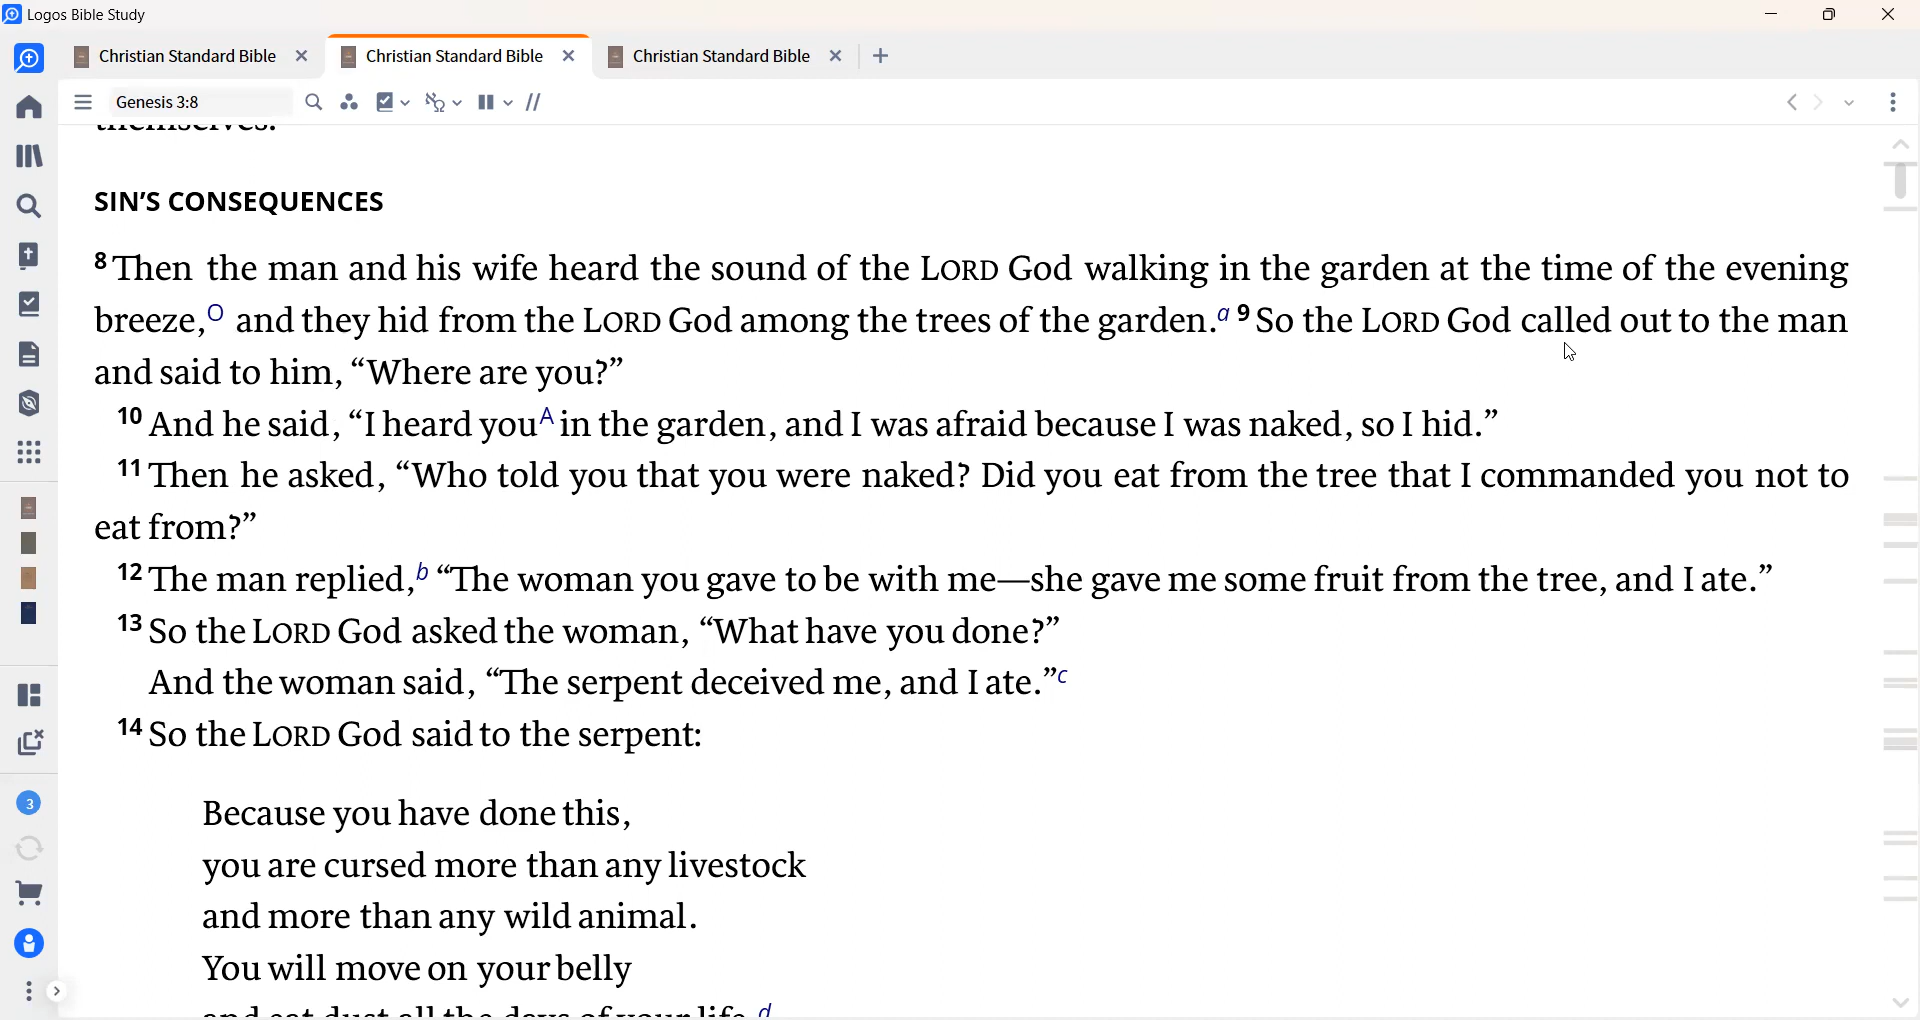 Logos Bible Study
Christian Standard Bible
Christian Standard Bible
Christian Standard Bible
Genesis 3:8
themselves.
SIN’S CONSEQUENCES
8 Then the man and his wife heard the sound of the LORD God walking in the garden at the time of the evening
breeze,O and they hid from the LORD God among the trees of the garden.a 9 So the LORD God called out to the man
and said to him, “Where are you?”
10 And he said, “I heard youA in the garden, and I was afraid because I was naked, so I hid.”
11 Then he asked, “Who told you that you were naked? Did you eat from the tree that I commanded you not to
eat from?”
12 The man replied,b “The woman you gave to be with me—she gave me some fruit from the tree, and I ate.”
13 So the LORD God asked the woman, “What have you done?”
And the woman said, “The serpent deceived me, and I ate.”c
14 So the LORD God said to the serpent:
Because you have done this,
you are cursed more than any livestock
and more than any wild animal.
You will move on your belly
and eat dust all the days of your life.d
3